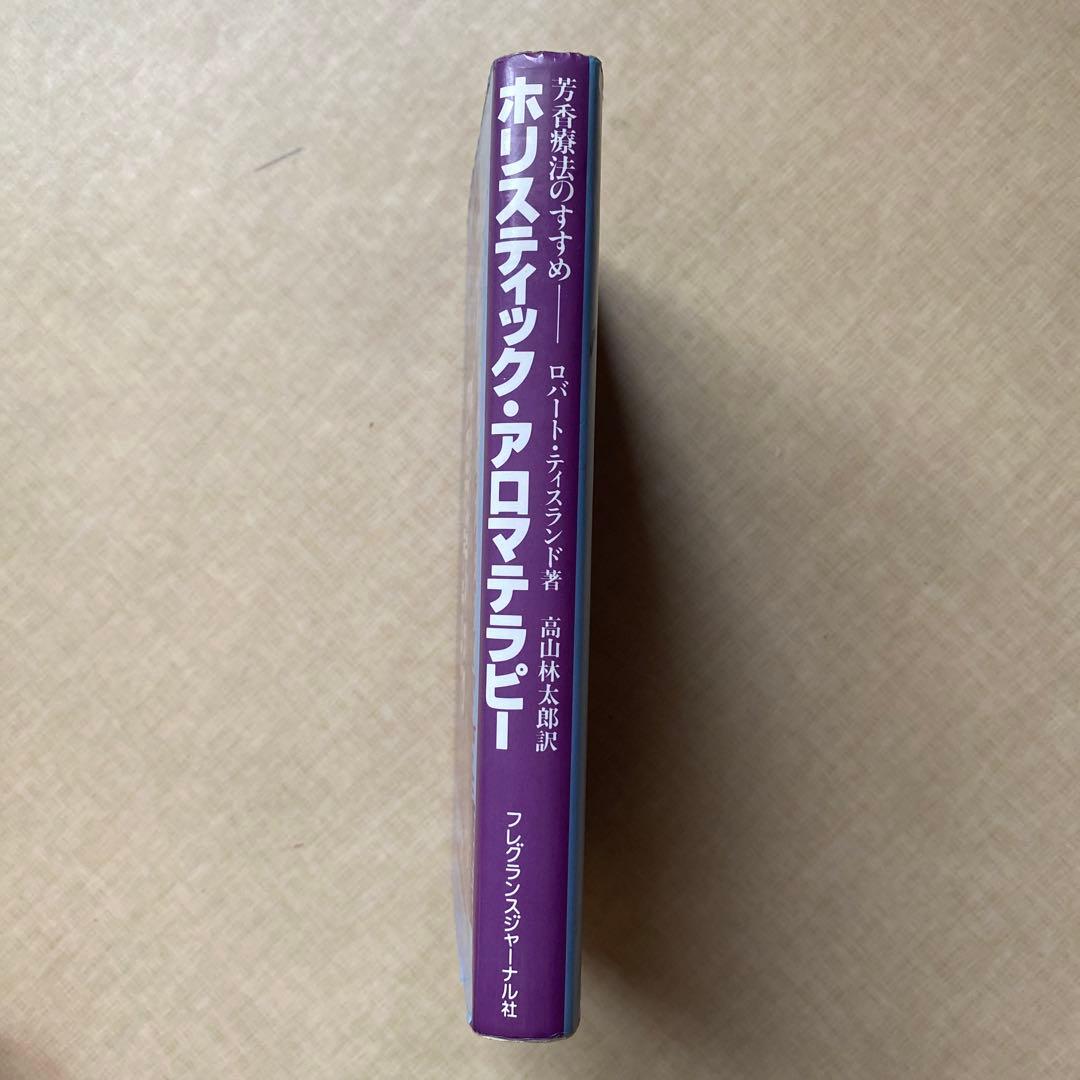 芳香療法のすすめ――
ホリスティック・アロマテラピー
ロバート・ティスランド著
高山林太郎訳
フレグランスジャーナル社